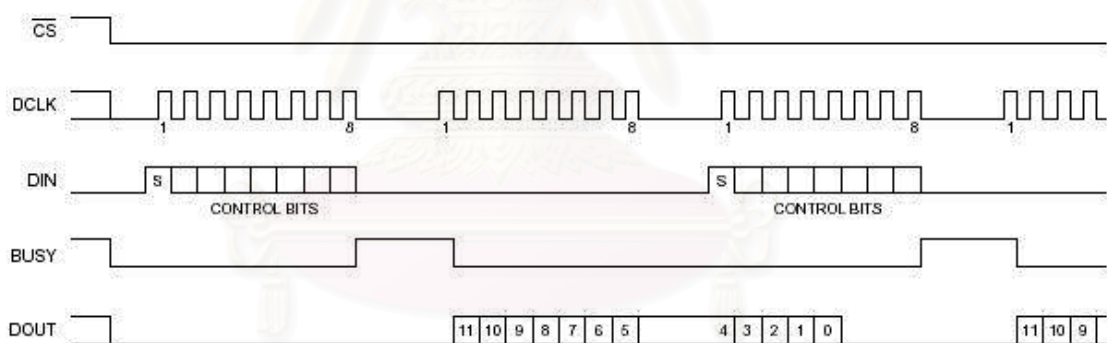 CS
DCLK
1 8 1 8 1 8 1
DIN
S S
CONTROL BITS CONTROL BITS
BUSY
DOUT
11 10 9 8 7 6 5 4 3 2 1 0 11 10 9